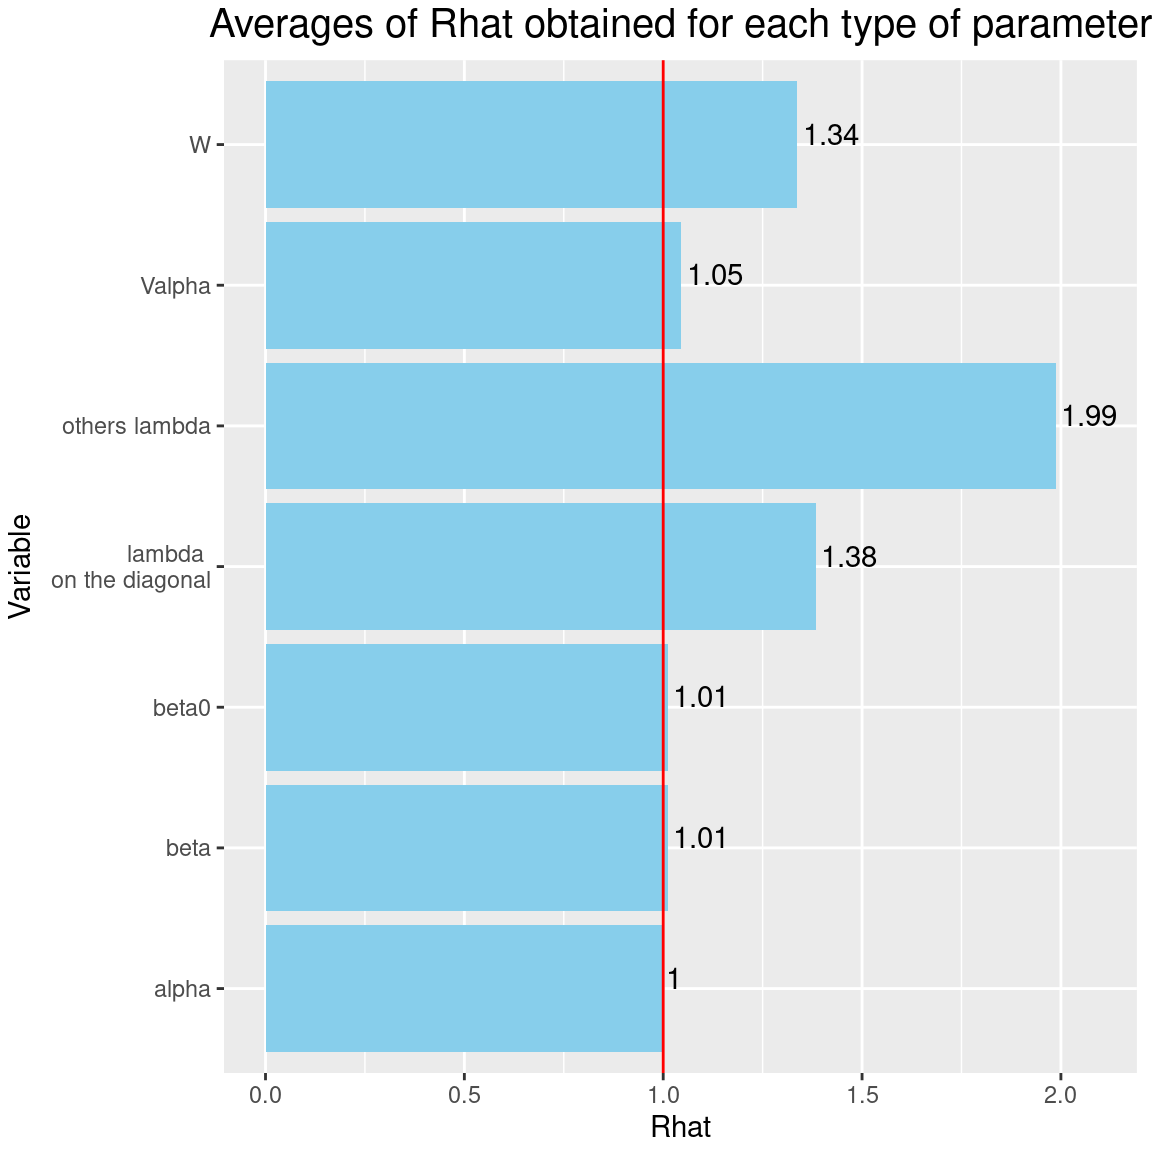 Averages of Rhat obtained for each type of parameter
W
1.34
Valpha
1.05
others lambda
1.99
lambda
on the diagonal
1.38
beta0
1.01
beta
1.01
alpha
1
Variable
0.0
0.5
1.0
1.5
2.0
Rhat